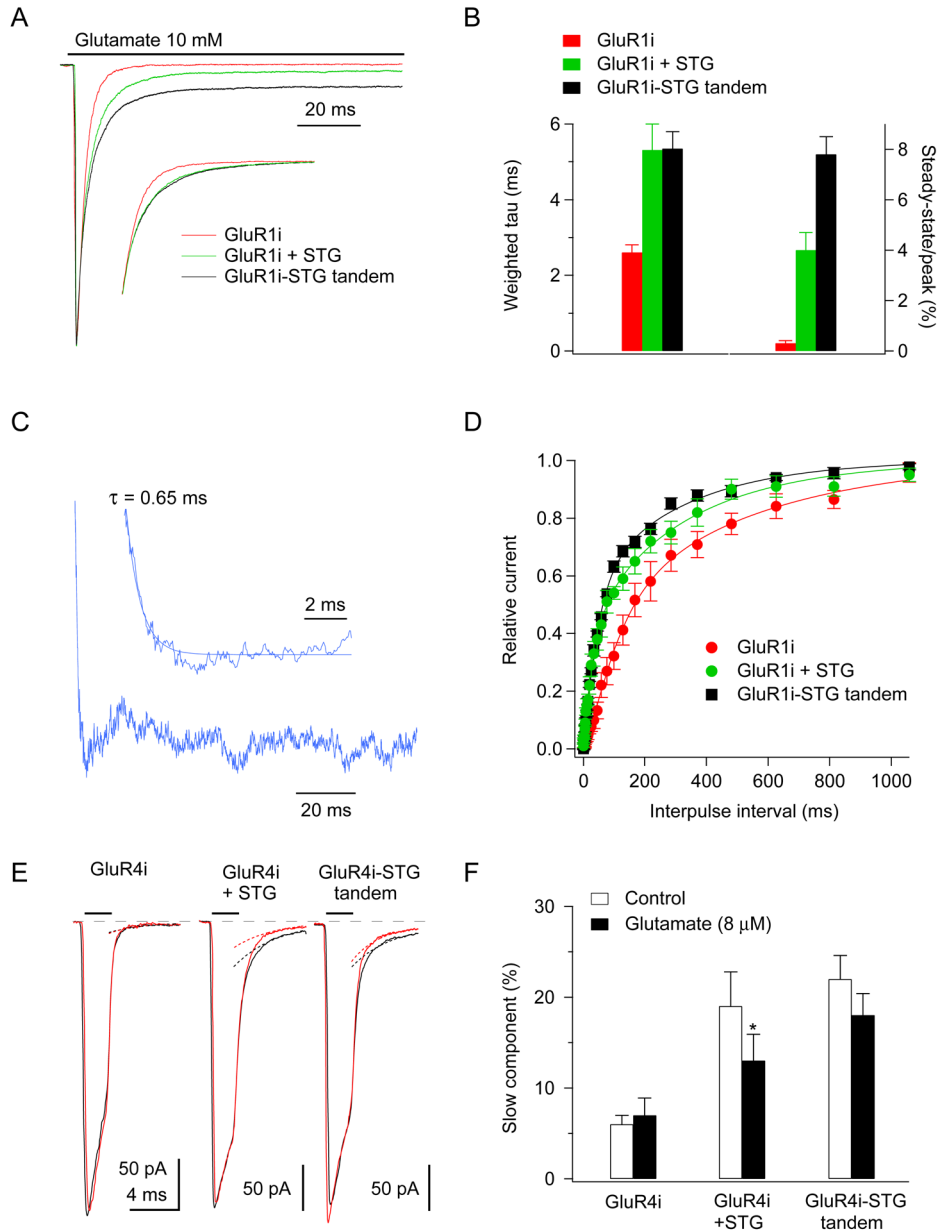 A
Glutamate 10 mM
20 ms
GluR1i
GluR1i + STG
GluR1i-STG tandem
B
GluR1i
GluR1i + STG
GluR1i-STG tandem
Weighted tau (ms)
6
4
2
0
8
6
4
2
0
Steady-state/peak (%)
C
τ = 0.65 ms
2 ms
20 ms
D
Relative current
1.0
0.8
0.6
0.4
0.2
0.0
GluR1i
GluR1i + STG
GluR1i-STG tandem
0
200
400
600
800
1000
Interpulse interval (ms)
E
GluR4i
GluR4i
+ STG
GluR4i-STG
tandem
50 pA
4 ms
50 pA
50 pA
F
Control
Glutamate (8 μM)
Slow component (%)
30
20
10
0
*
GluR4i
GluR4i
+STG
GluR4i-STG
tandem